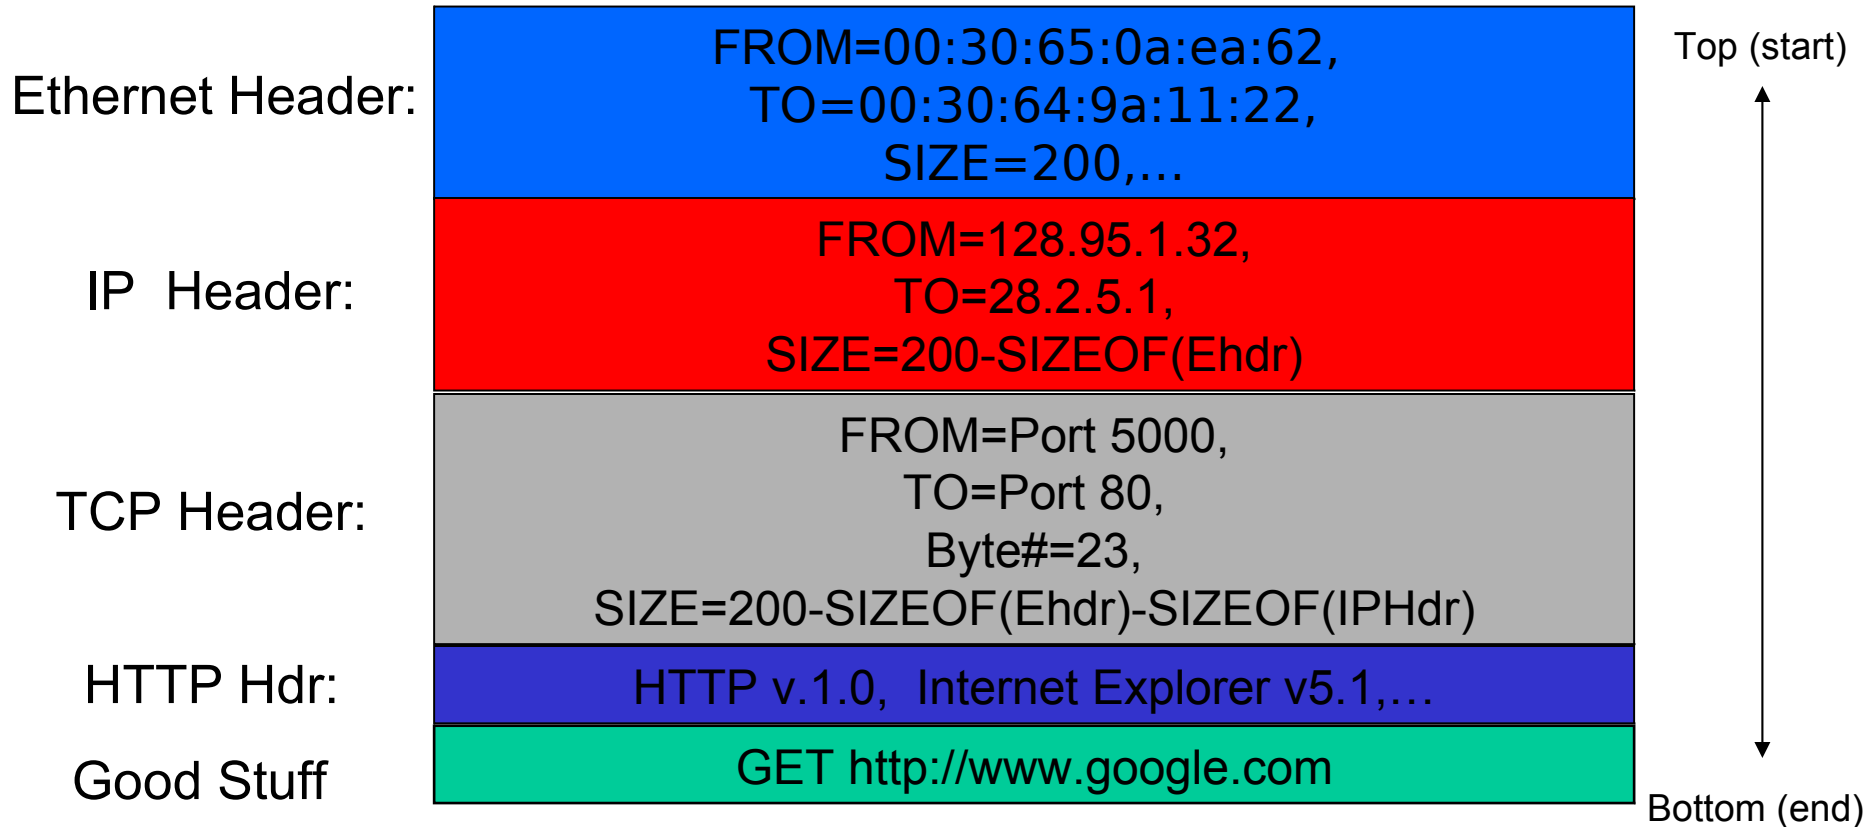 Top (start)
Ethernet Header:
FROM=00:30:65:0a:ea:62,
TO=00:30:64:9a:11:22,
SIZE=200,...
IP Header:
FROM=128.95.1.32,
TO=28.2.5.1,
SIZE=200-SIZEOF(Ehdr)
TCP Header:
FROM=Port 5000,
TO=Port 80,
Byte#=23,
SIZE=200-SIZEOF(Ehdr)-SIZEOF(IPHdr)
HTTP Hdr:
HTTP v.1.0, Internet Explorer v5.1,...
Good Stuff
GET http://www.google.com
Bottom (end)